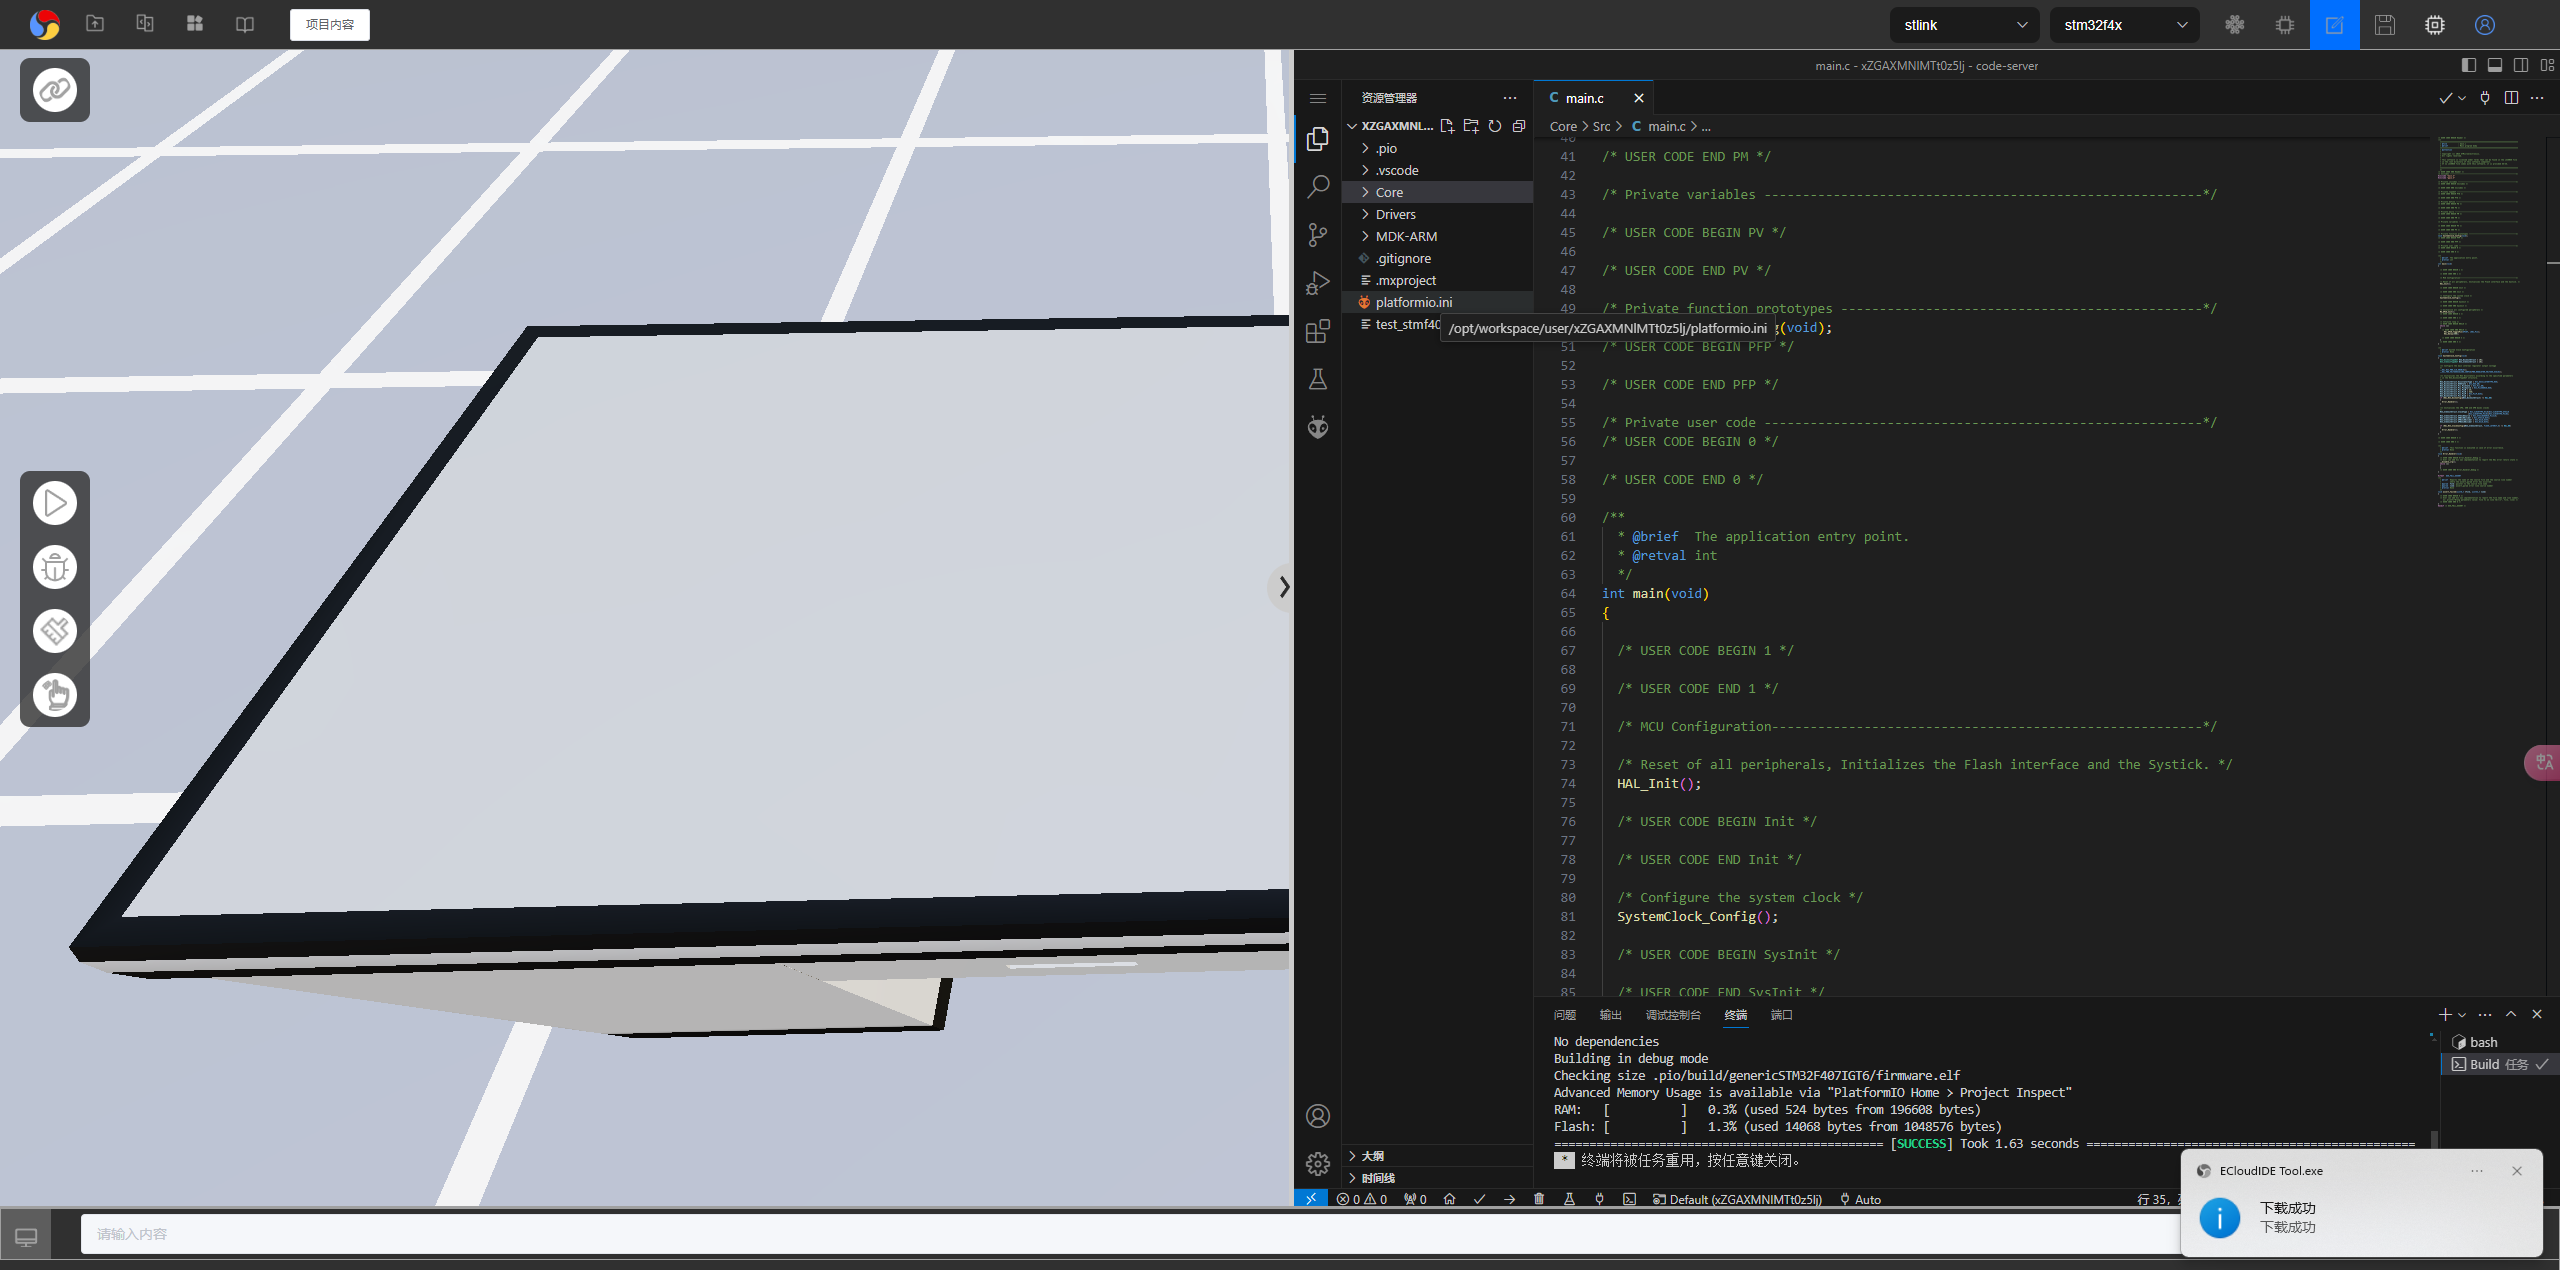 项目内容
stlink
stm32f4x
main.c - xZGAXMNlMTt0z5lj - code-server
资源管理器
XZGAXMNL...
.pio
.vscode
Core
Drivers
MDK-ARM
.gitignore
.mxproject
platformio.ini
test_stmf40
/opt/workspace/user/xZGAXMNlMTt0z5lj/platformio.ini
大纲
时间线
C main.c
Core > Src > C main.c > ...
40
41 /* USER CODE END PM */
42
43 /* Private variables ---------------------------------------------------------*/
44
45 /* USER CODE BEGIN PV */
46
47 /* USER CODE END PV */
48
49 /* Private function prototypes -----------------------------------------------*/
g(void);
51 /* USER CODE BEGIN PFP */
52
53 /* USER CODE END PFP */
54
55 /* Private user code ---------------------------------------------------------*/
56 /* USER CODE BEGIN 0 */
57
58 /* USER CODE END 0 */
59
60 /**
61 * @brief  The application entry point.
62 * @retval int
63 */
64 int main(void)
65 {
66
67 /* USER CODE BEGIN 1 */
68
69 /* USER CODE END 1 */
70
71 /* MCU Configuration--------------------------------------------------------*/
72
73 /* Reset of all peripherals, Initializes the Flash interface and the Systick. */
74 HAL_Init();
75
76 /* USER CODE BEGIN Init */
77
78 /* USER CODE END Init */
79
80 /* Configure the system clock */
81 SystemClock_Config();
82
83 /* USER CODE BEGIN SysInit */
84
85 /* USER CODE END SysInit */
问题 输出 调试控制台 终端 端口
No dependencies
Building in debug mode
Checking size .pio/build/genericSTM32F407IGT6/firmware.elf
Advanced Memory Usage is available via "PlatformIO Home > Project Inspect"
RAM:   [          ]   0.3% (used 524 bytes from 196608 bytes)
Flash: [          ]   1.3% (used 14068 bytes from 1048576 bytes)
[SUCCESS] Took 1.63 seconds
* 终端将被任务重用，按任意键关闭。
bash
Build 任务
0 0 0 Default (xZGAXMNlMTt0z5lj) Auto
行 35,
请输入内容
ECloudIDE Tool.exe
下载成功
下载成功